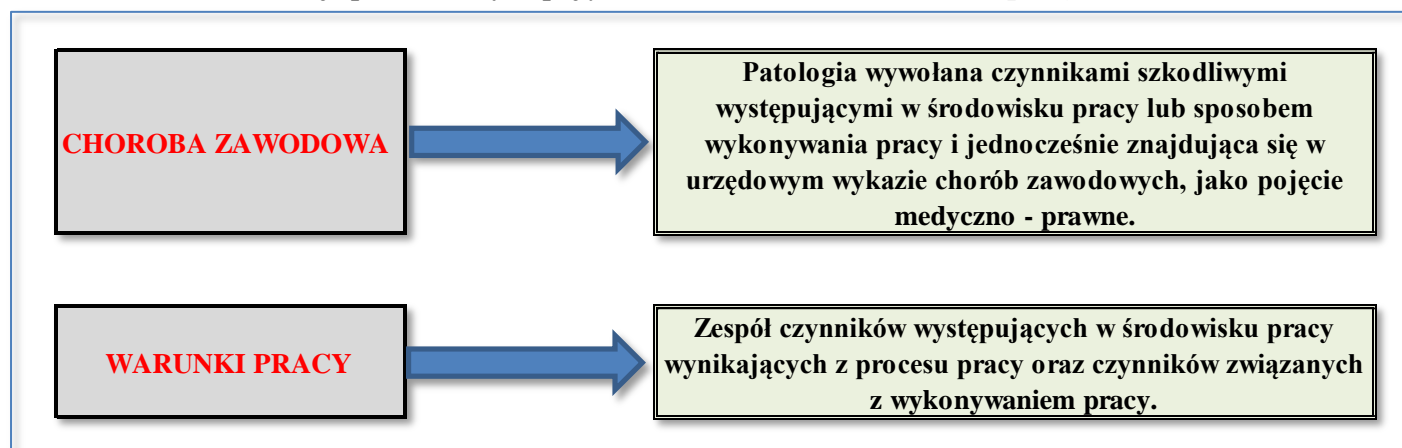 CHOROBA ZAWODOWA
Patologia wywołana czynnikami szkodliwymi
występującymi w środowisku pracy lub sposobem
wykonywania pracy i jednocześnie znajdująca się w
urzędowym wykazie chorób zawodowych, jako pojęcie
medyczno - prawne.
WARUNKI PRACY
Zespół czynników występujących w środowisku pracy
wynikających z procesu pracy oraz czynników związanych
z wykonywaniem pracy.